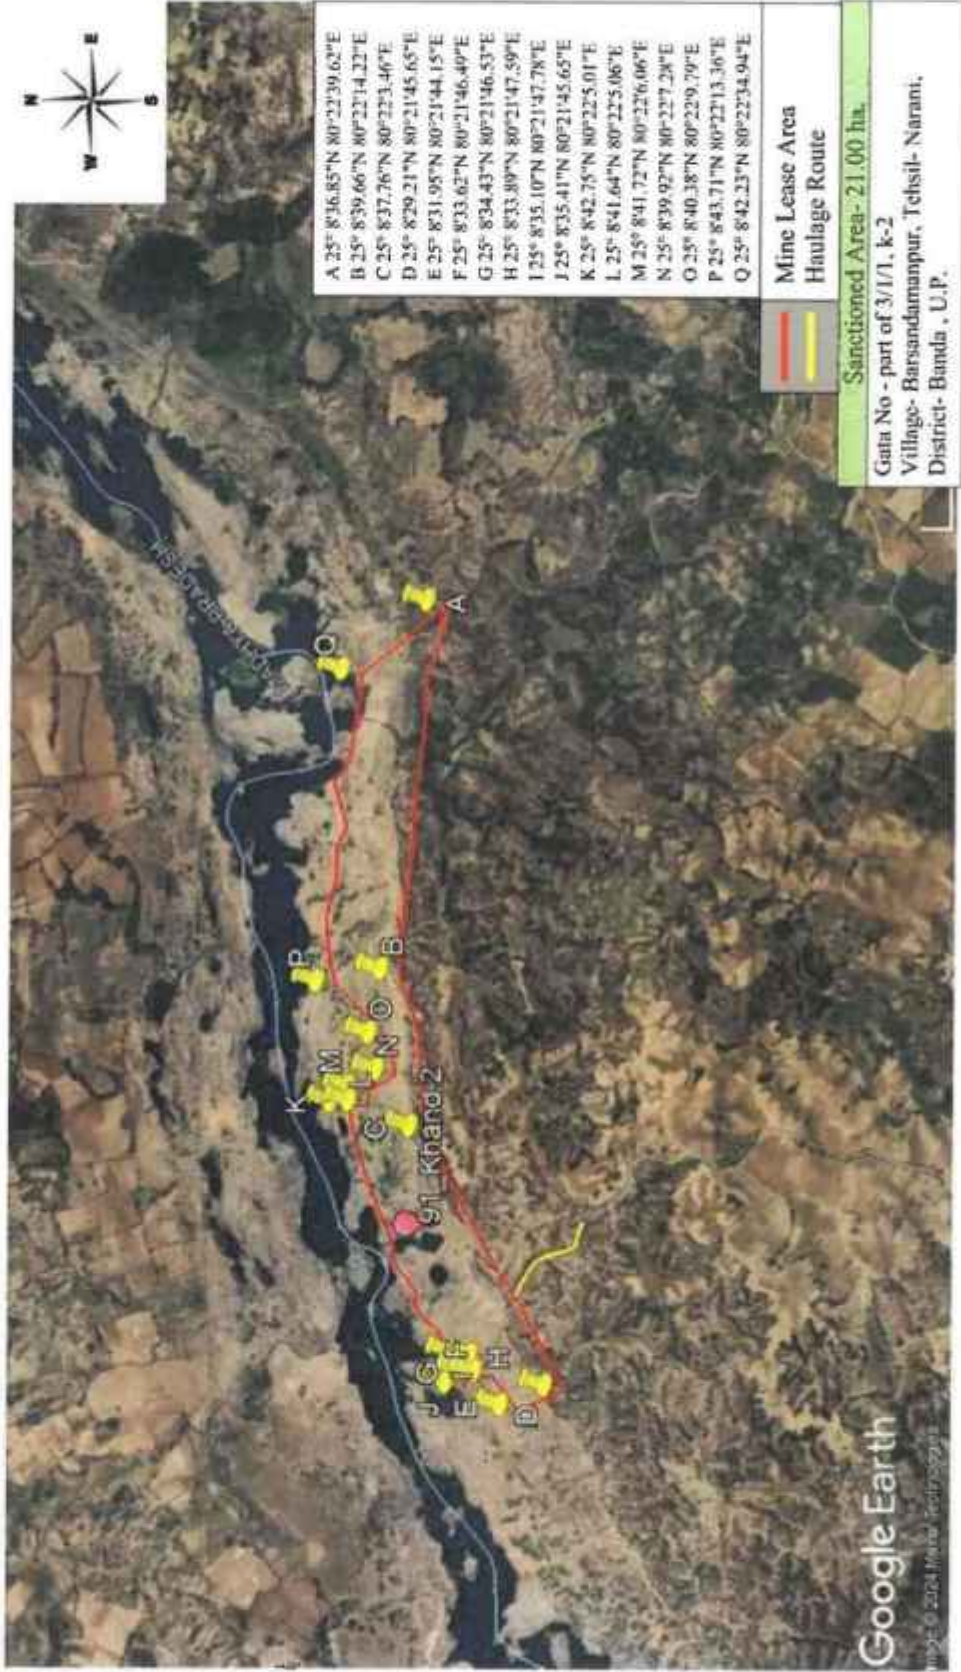 N
E
S
W
A 25° 8'36.85"N 80°22'39.62"E
B 25° 8'39.66"N 80°22'14.22"E
C 25° 8'37.76"N 80°22'3.46"E
D 25° 8'29.21"N 80°21'45.65"E
E 25° 8'31.95"N 80°21'44.15"E
F 25° 8'33.62"N 80°21'46.49"E
G 25° 8'34.43"N 80°21'46.53"E
H 25° 8'33.89"N 80°21'47.59"E
I 25° 8'35.10"N 80°21'47.78"E
J 25° 8'35.41"N 80°21'45.65"E
K 25° 8'42.75"N 80°22'5.01"E
L 25° 8'41.64"N 80°22'5.06"E
M 25° 8'41.72"N 80°22'6.06"E
N 25° 8'39.92"N 80°22'7.28"E
O 25° 8'40.38"N 80°22'9.79"E
P 25° 8'43.71"N 80°22'13.36"E
Q 25° 8'42.23"N 80°22'34.94"E
Mine Lease Area
Haulage Route
Sanctioned Area- 21.00 ha.
Gata No - part of 3/1/1, k-2
Village- Barsandamanpur, Tehsil- Narani,
District- Banda , U.P.
UTTAR PRADESH
Q
A
P
B
K
M
O
L
N
C
91_Khand 2
J
G
F
E
H
D
Google Earth
Image © 2024 Maxar Technologies